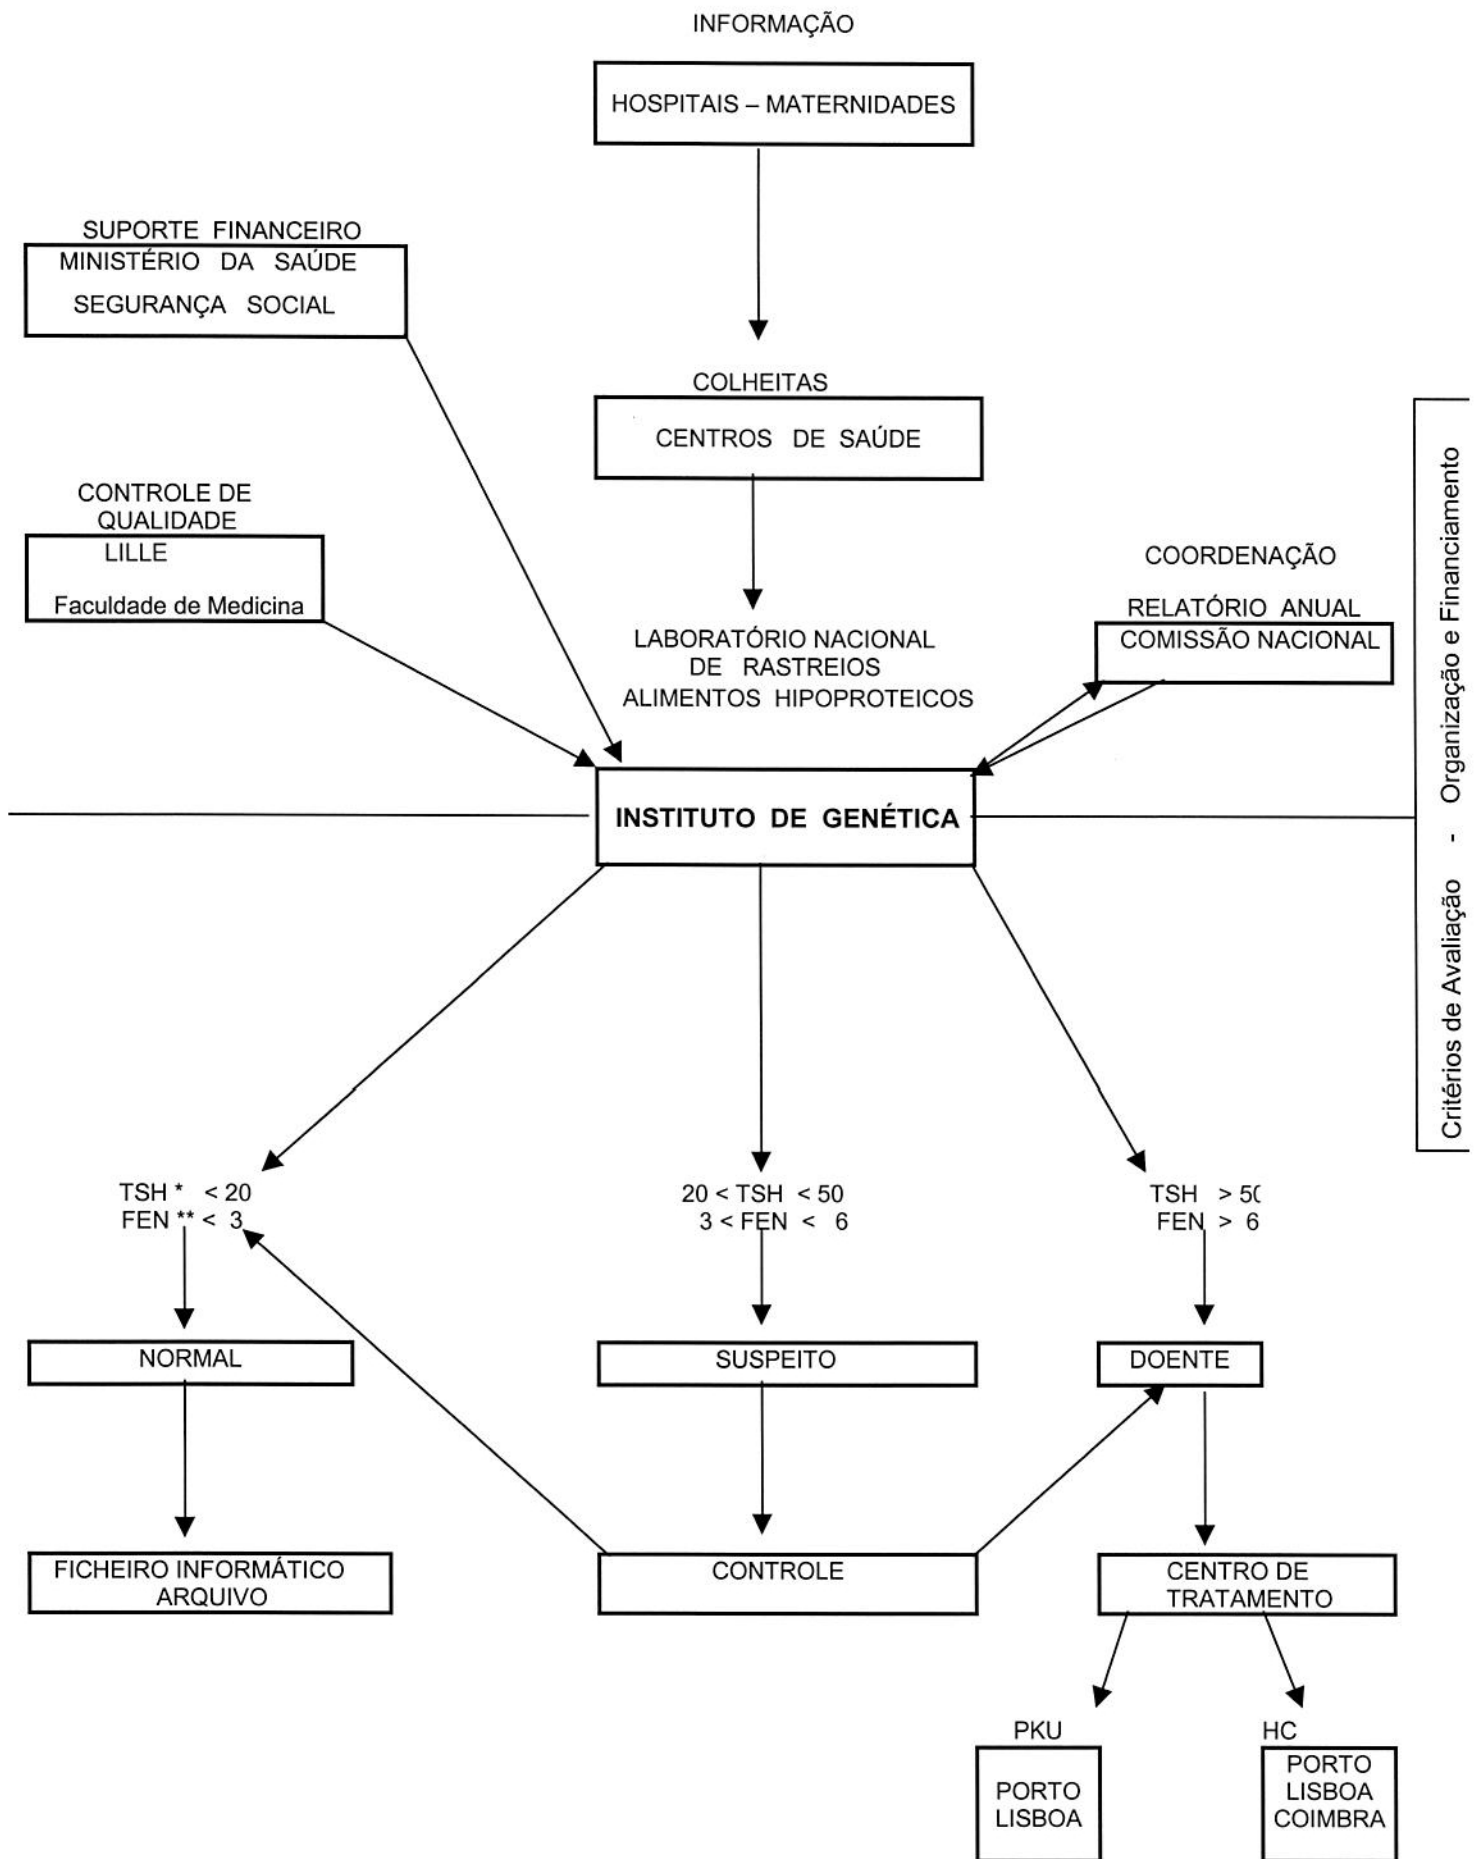 INFORMAÇÃO
HOSPITAIS – MATERNIDADES
SUPORTE FINANCEIRO
MINISTÉRIO DA SAÚDE
SEGURANÇA SOCIAL
COLHEITAS
CENTROS DE SAÚDE
CONTROLE DE
QUALIDADE
LILLE
Faculdade de Medicina
COORDENAÇÃO
RELATÓRIO ANUAL
COMISSÃO NACIONAL
LABORATÓRIO NACIONAL
DE RASTREIOS
ALIMENTOS HIPOPROTEICOS
INSTITUTO DE GENÉTICA
Critérios de Avaliação - Organização e Financiamento
TSH * < 20
FEN ** < 3
20 < TSH < 50
3 < FEN < 6
TSH > 50
FEN > 6
NORMAL
SUSPEITO
DOENTE
FICHEIRO INFORMÁTICO
ARQUIVO
CONTROLE
CENTRO DE
TRATAMENTO
PKU
PORTO
LISBOA
HC
PORTO
LISBOA
COIMBRA